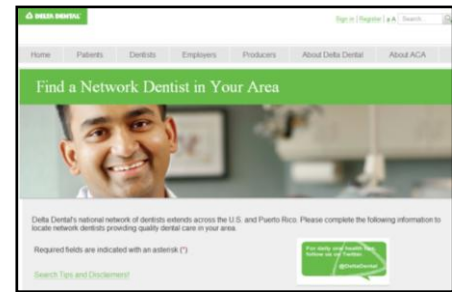 DELTA DENTAL
Sign in | Register | A A Search
Home Patients Dentists Employers Producers About Delta Dental About ACA
Find a Network Dentist in Your Area
Delta Dental's national network of dentists extends across the U.S. and Puerto Rico. Please complete the following information to
locate network dentists providing quality dental care in your area.
Required fields are indicated with an asterisk (*)
For daily oral health tips,
follow us on Twitter.
@DeltaDental
Search Tips and Disclaimers!